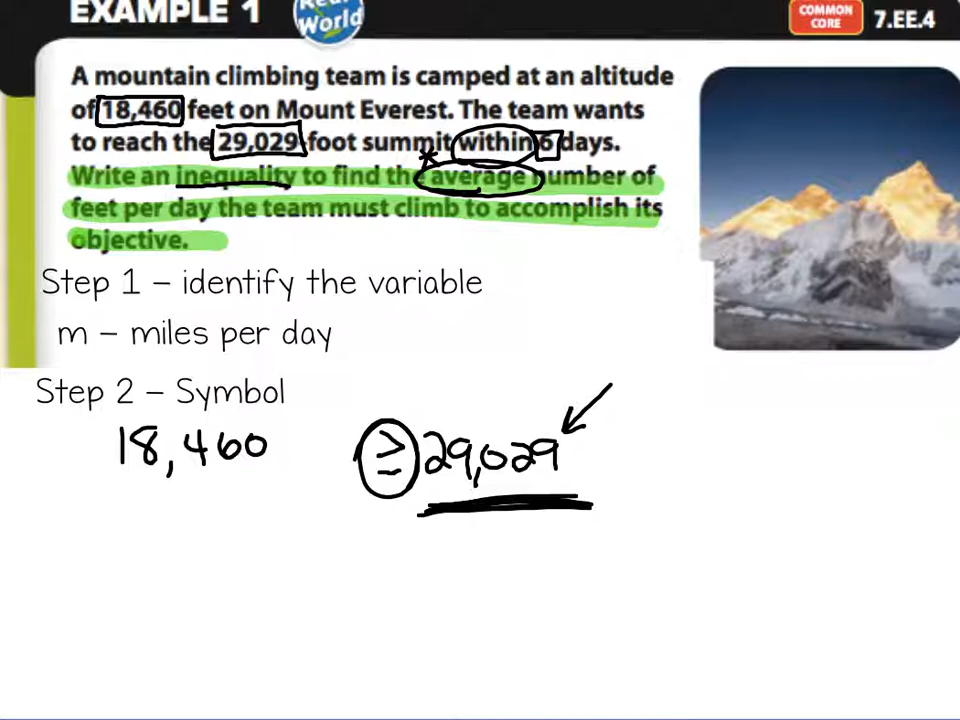 EXAMPLE 1
Real World
COMMON CORE
7.EE.4
A mountain climbing team is camped at an altitude
of 18,460 feet on Mount Everest. The team wants
to reach the 29,029-foot summit within 6 days.
Write an inequality to find the average number of
feet per day the team must climb to accomplish its
objective.
Step 1 – identify the variable
m – miles per day
Step 2 – Symbol
18,460 ≥ 29,029